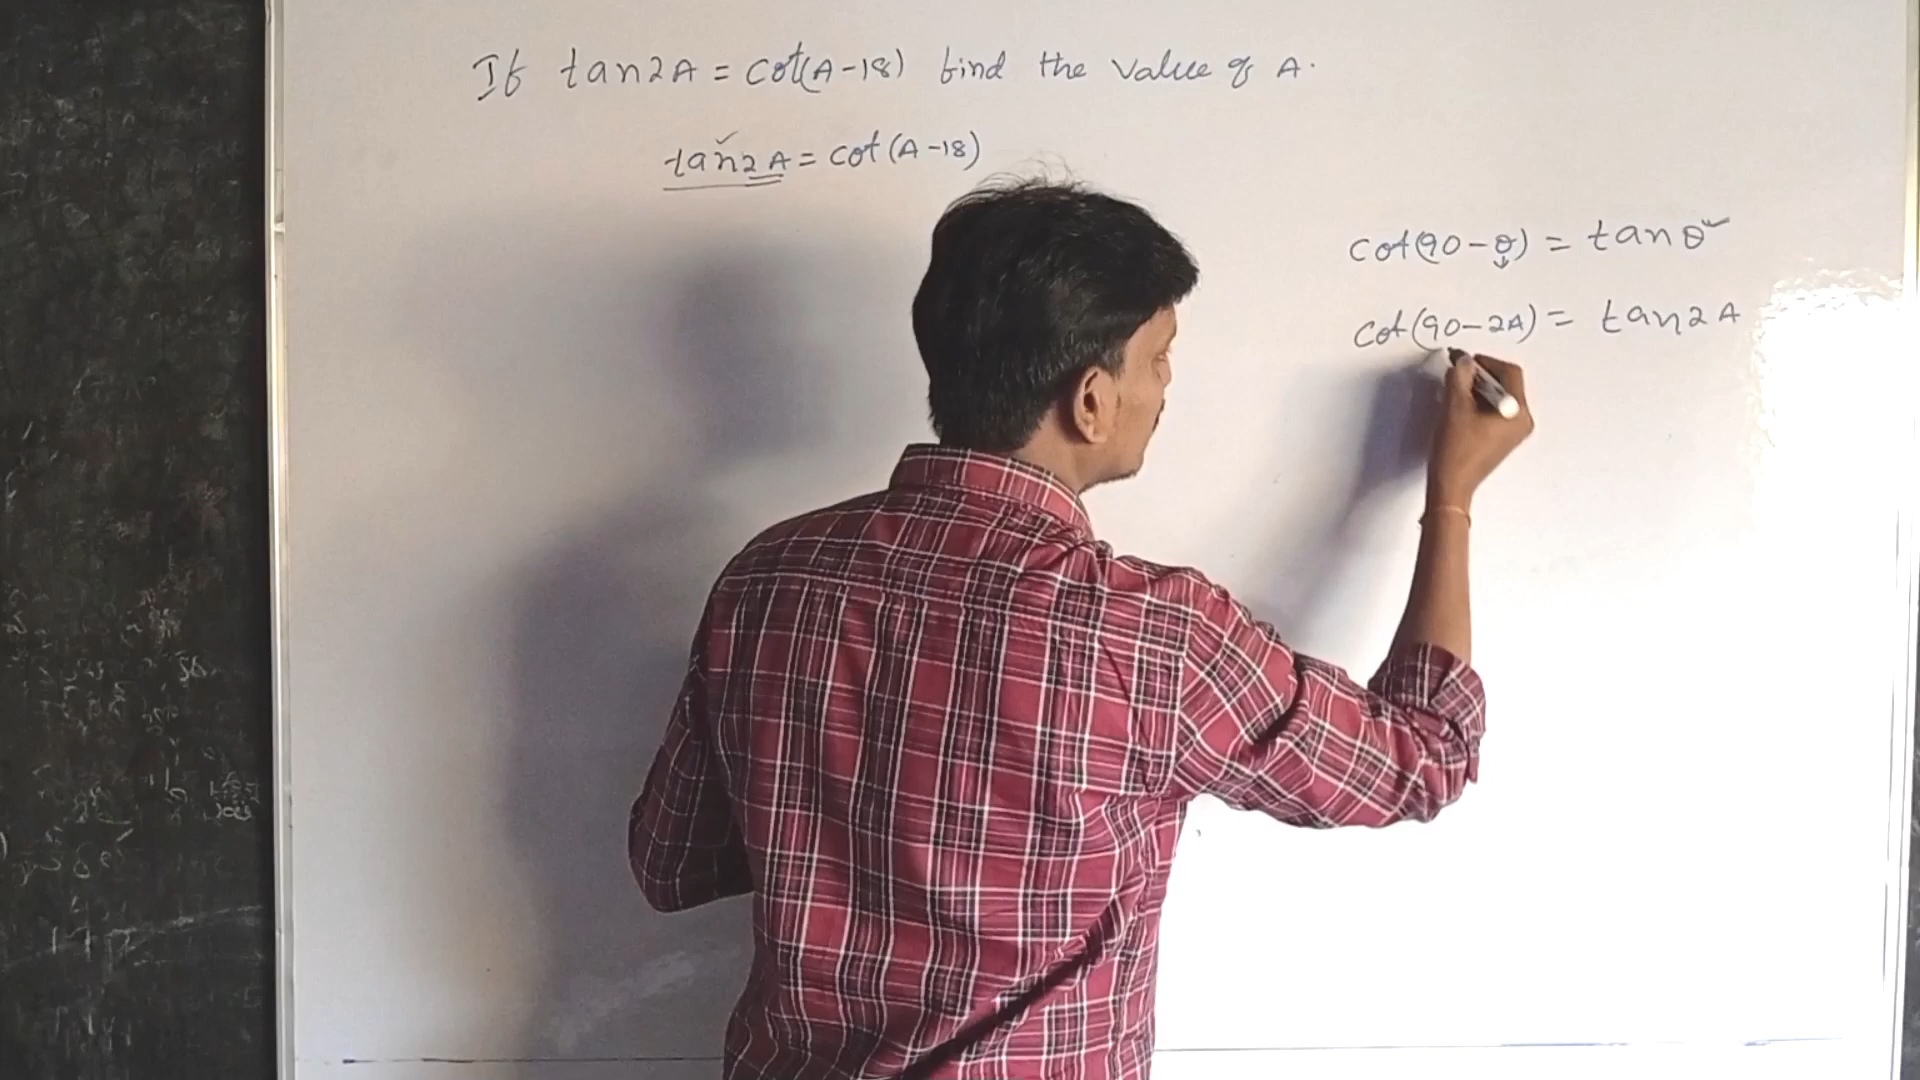 If tan2A = cot(A-18) find the value of A.
tan2A = cot(A-18)
cot(90-θ) = tanθ
cot(90-2A) = tan2A